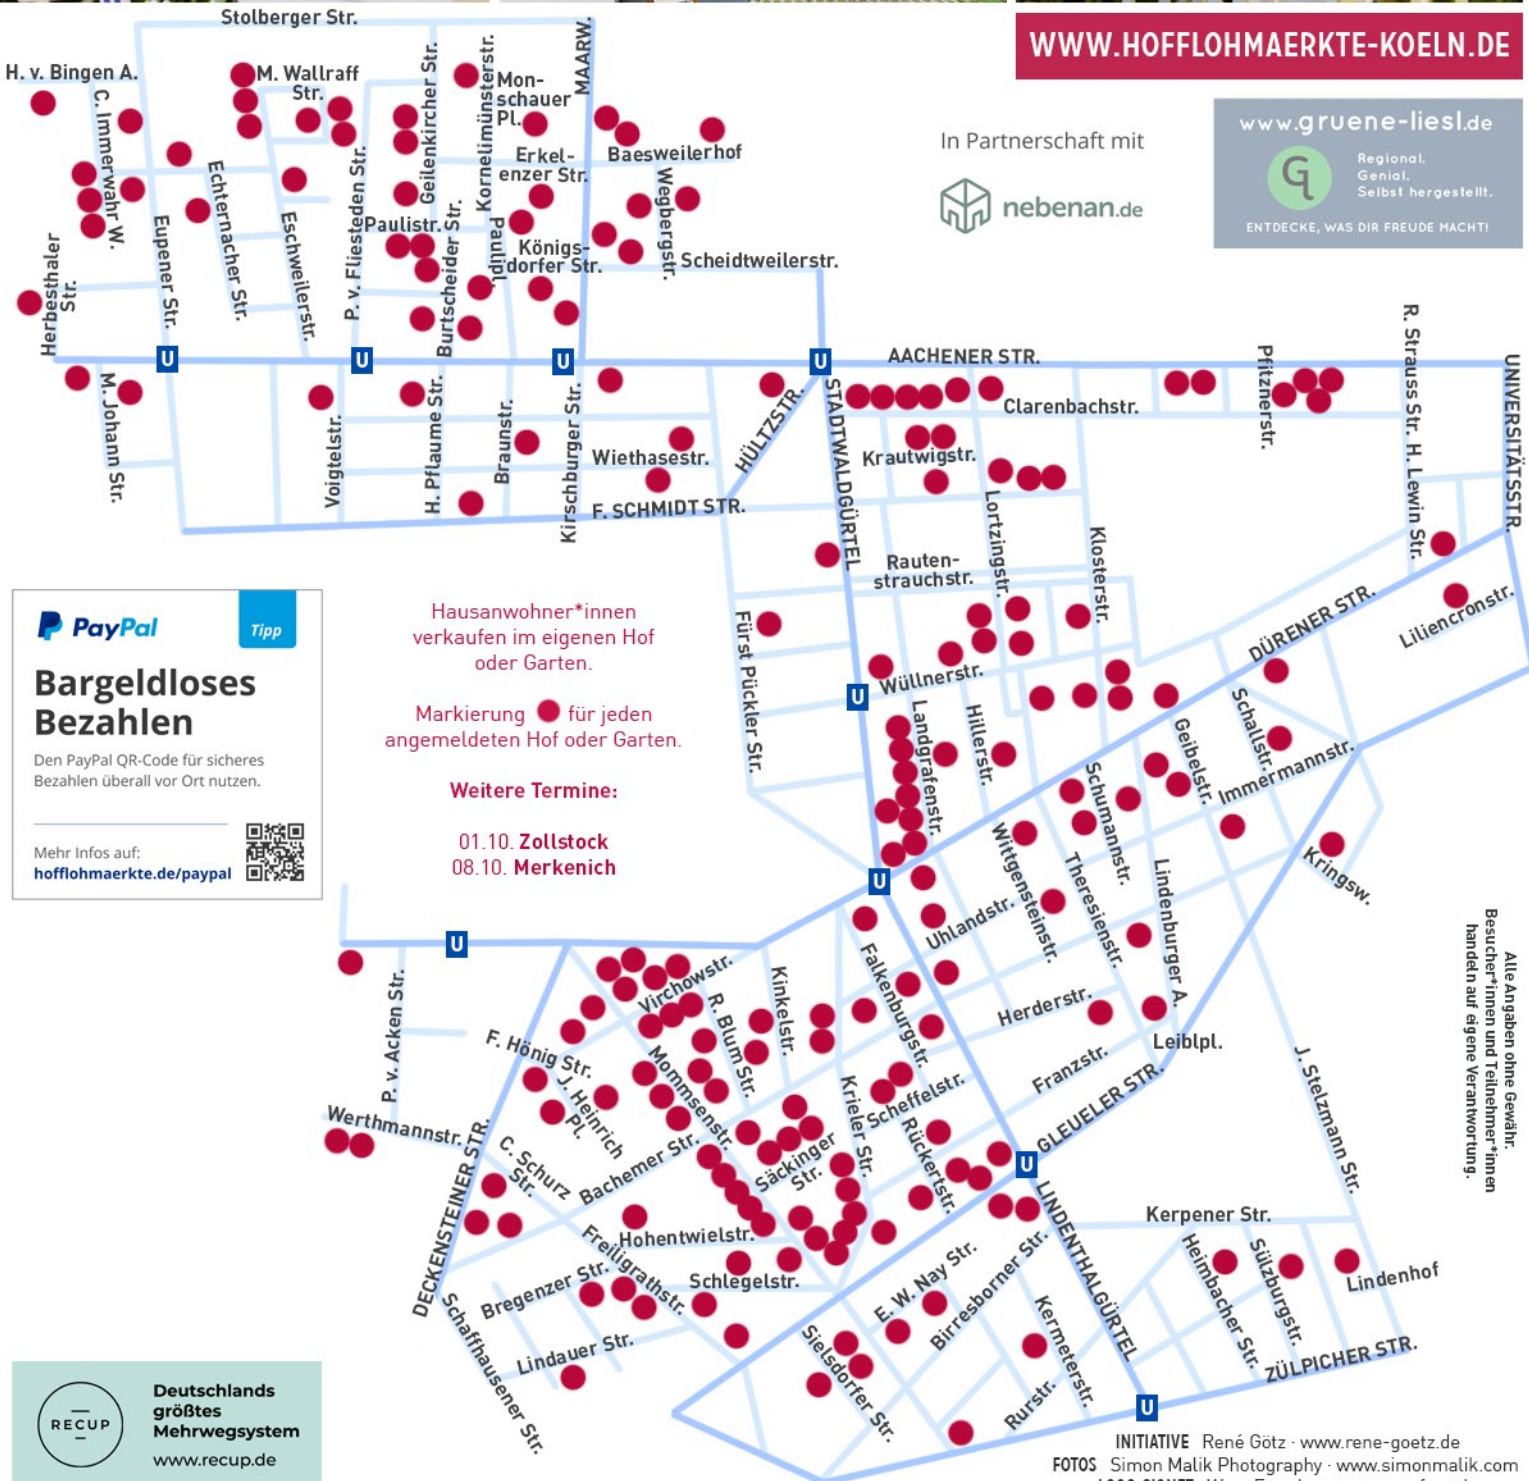 WWW.HOFFLOHMAERKTE-KOELN.DE
In Partnerschaft mit
nebenan.de
www.gruene-liesl.de
Regional.
Genial.
Selbst hergestellt.
ENTDECKE, WAS DIR FREUDE MACHT!
Stolberger Str.
MAARW.
H. v. Bingen A.
C. Immerwahr W.
M. Wallraff
Str.
Geilenkircher Str.
Kornelimünsterstr.
Mon-
schauer
Pl.
Erkel-
enzer Str.
Baesweilerhof
Wegbergstr.
Echternacher Str.
Eupener Str.
Eschweilerstr.
P. v. Fliesteden Str.
Paulistr.
Burtscheider Str.
Paulidl.
Königs-
dorfer Str.
Scheidtweilerstr.
Herbesthaler
Str.
U
U
U
U
AACHENER STR.
R. Strauss Str.
H. Lewin Str.
UNIVERSITÄTSSTR.
Pfitznerstr.
M. Johann Str.
Voigtelstr.
H. Pflaume Str.
Braunstr.
Kirschburger Str.
Wiethasestr.
HÜLTZSTR.
F. SCHMIDT STR.
STADTWALDGÜRTEL
Clarenbachstr.
Krautwigstr.
Lortzingstr.
Klosterstr.
Rauten-
strauchstr.
Fürst Pückler Str.
Wüllnerstr.
U
Landgrafenstr.
Hillerstr.
DÜRENER STR.
Liliencronstr.
Schallstr.
Geibelstr.
Immermannstr.
Schumannstr.
Kringsw.
PayPal
Tipp
Bargeldloses
Bezahlen
Den PayPal QR-Code für sicheres
Bezahlen überall vor Ort nutzen.
Mehr Infos auf:
hofflohmaerkte.de/paypal
Hausanwohner*innen
verkaufen im eigenen Hof
oder Garten.
Markierung für jeden
angemeldeten Hof oder Garten.
Weitere Termine:
01.10. Zollstock
08.10. Merkenich
U
U
Wittgensteinstr.
Theresienstr.
Lindenburger A.
Uhlandstr.
Falkenburgstr.
Herderstr.
Leiblpl.
Franzstr.
GLEUELER STR.
J. Stelzmann Str.
P. v. Acken Str.
Virchowstr.
R. Blum Str.
Kinkelstr.
F. Hönig Str.
J. Heinrich
Pl.
Mommsenstr.
Krieler Str.
Scheffelstr.
Rückertstr.
Werthmannstr.
DECKENSTEINER STR.
C. Schurz
Str.
Bachemer Str.
Säckinger
Str.
U
LINDENTHALGÜRTEL
Hohentwielstr.
Freiligrathstr.
Bregenzer Str.
Schlegelstr.
Lindauer Str.
Schaffhausener Str.
Sielsdorfer Str.
E. W. Nay Str.
Birresborner Str.
Kermeterstr.
Rurstr.
Kerpener Str.
Heimbacher Str.
Sülzburgstr.
Lindenhof
ZÜLPICHER STR.
U
Alle Angaben ohne Gewähr.
Besucher*innen und Teilnehmer*innen
handeln auf eigene Verantwortung.
RECUP
Deutschlands
größtes
Mehrwegsystem
www.recup.de
INITIATIVE René Götz · www.rene-goetz.de
FOTOS Simon Malik Photography · www.simonmalik.com